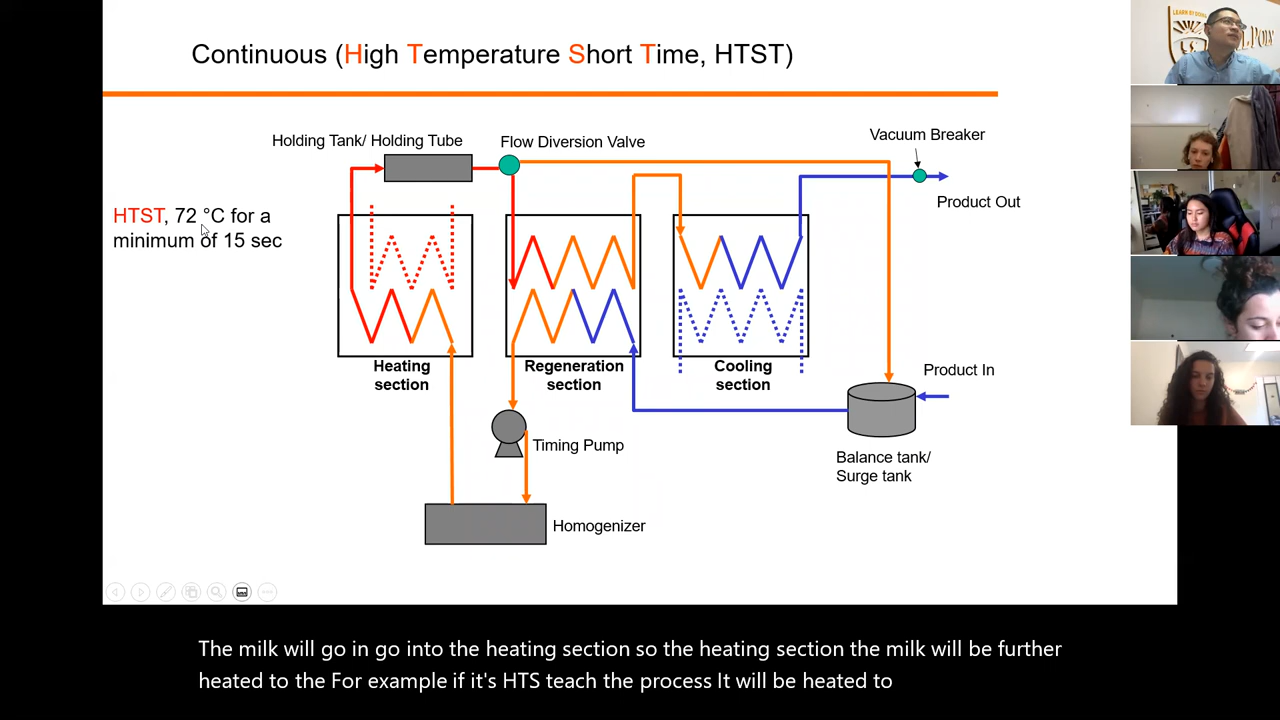 Continuous (High Temperature Short Time, HTST)
Holding Tank/ Holding Tube
Flow Diversion Valve
Vacuum Breaker
Product Out
HTST, 72 °C for a
minimum of 15 sec
Heating
section
Regeneration
section
Cooling
section
Product In
Timing Pump
Balance tank/
Surge tank
Homogenizer
The milk will go in go into the heating section so the heating section the milk will be further
heated to the For example if it's HTS teach the process It will be heated to